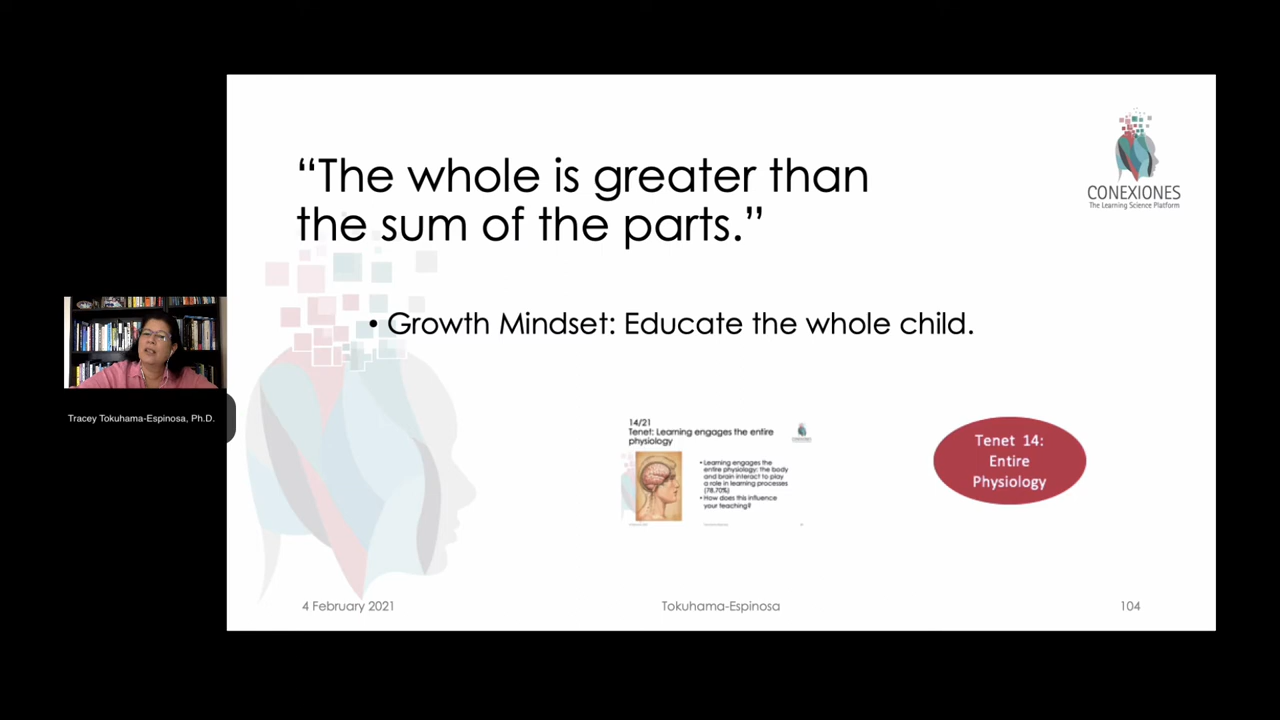 “The whole is greater than
the sum of the parts.”
CONEXIONES
The Learning Science Platform
• Growth Mindset: Educate the whole child.
Tracey Tokuhama-Espinosa, Ph.D.
14/21
Tenet: Learning engages the entire
physiology
• Learning engages the
entire physiology: the body
and brain interact to play
a role in learning processes
(78.70%)
• How does this influence
your teaching?
Tenet 14:
Entire
Physiology
4 February 2021
Tokuhama-Espinosa
104